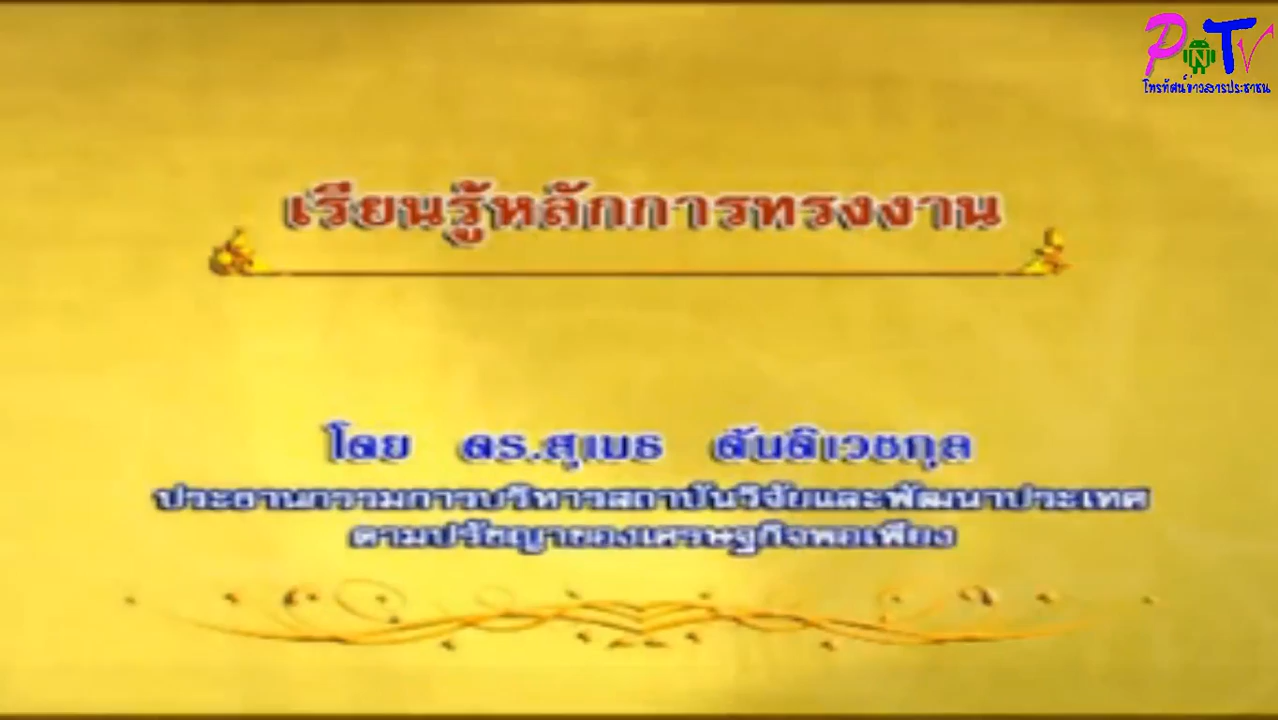 PNTV
โทรทัศน์ข่าวสารประชาชน
เรียนรู้หลักการทรงงาน
โดย ดร.สุเมธ ตันติเวชกุล
ประธานกรรมการบริหารสถาบันวิจัยและพัฒนาประเทศ
ตามปรัชญาของเศรษฐกิจพอเพียง